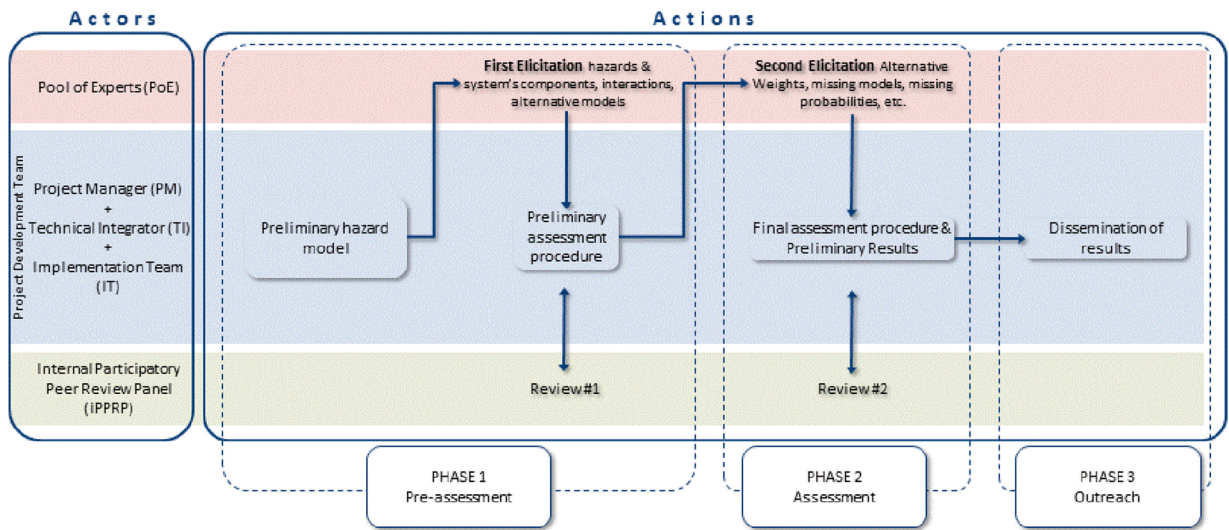 Actors
Actions
Pool of Experts (PoE)
First Elicitation hazards &
system's components, interactions,
alternative models
Second Elicitation Alternative
Weights, missing models, missing
probabilities, etc.
Project Development Team
Project Manager (PM)
+
Technical Integrator (TI)
+
Implementation Team
(IT)
Preliminary hazard
model
Preliminary
assessment
procedure
Final assessment procedure &
Preliminary Results
Dissemination of
results
Internal Participatory
Peer Review Panel
(iPPRP)
Review #1
Review #2
PHASE 1
Pre-assessment
PHASE 2
Assessment
PHASE 3
Outreach